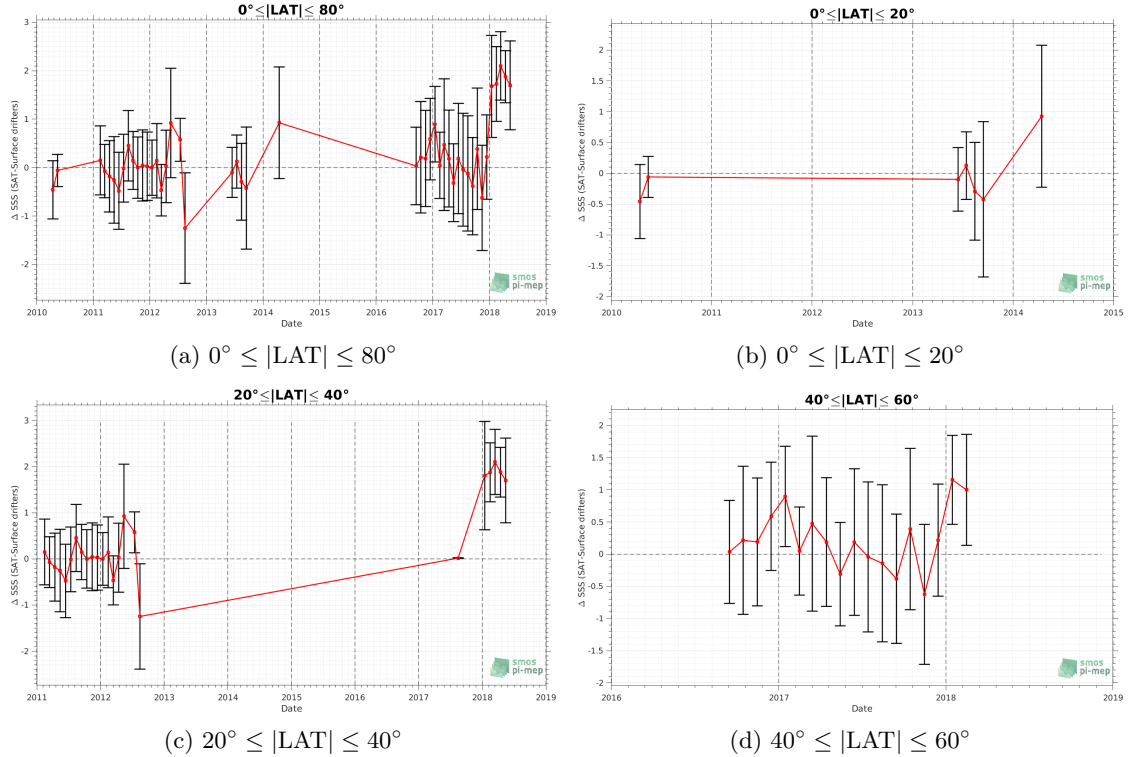 0°≤|LAT|≤ 80°
3
2
1
0
-1
-2
Δ SSS (SAT-Surface drifters)
2010 2011 2012 2013 2014 2015 2016 2017 2018 2019
Date
smos
pi-mep
(a) 0° ≤ |LAT| ≤ 80°
0°≤|LAT|≤ 20°
2
1.5
1
0.5
0
-0.5
-1
-1.5
-2
Δ SSS (SAT-Surface drifters)
2010 2011 2012 2013 2014 2015
Date
smos
pi-mep
(b) 0° ≤ |LAT| ≤ 20°
20°≤|LAT|≤ 40°
3
2
1
0
-1
-2
Δ SSS (SAT-Surface drifters)
2011 2012 2013 2014 2015 2016 2017 2018 2019
Date
smos
pi-mep
(c) 20° ≤ |LAT| ≤ 40°
40°≤|LAT|≤ 60°
2
1.5
1
0.5
0
-0.5
-1
-1.5
-2
Δ SSS (SAT-Surface drifters)
2016 2017 2018 2019
Date
smos
pi-mep
(d) 40° ≤ |LAT| ≤ 60°